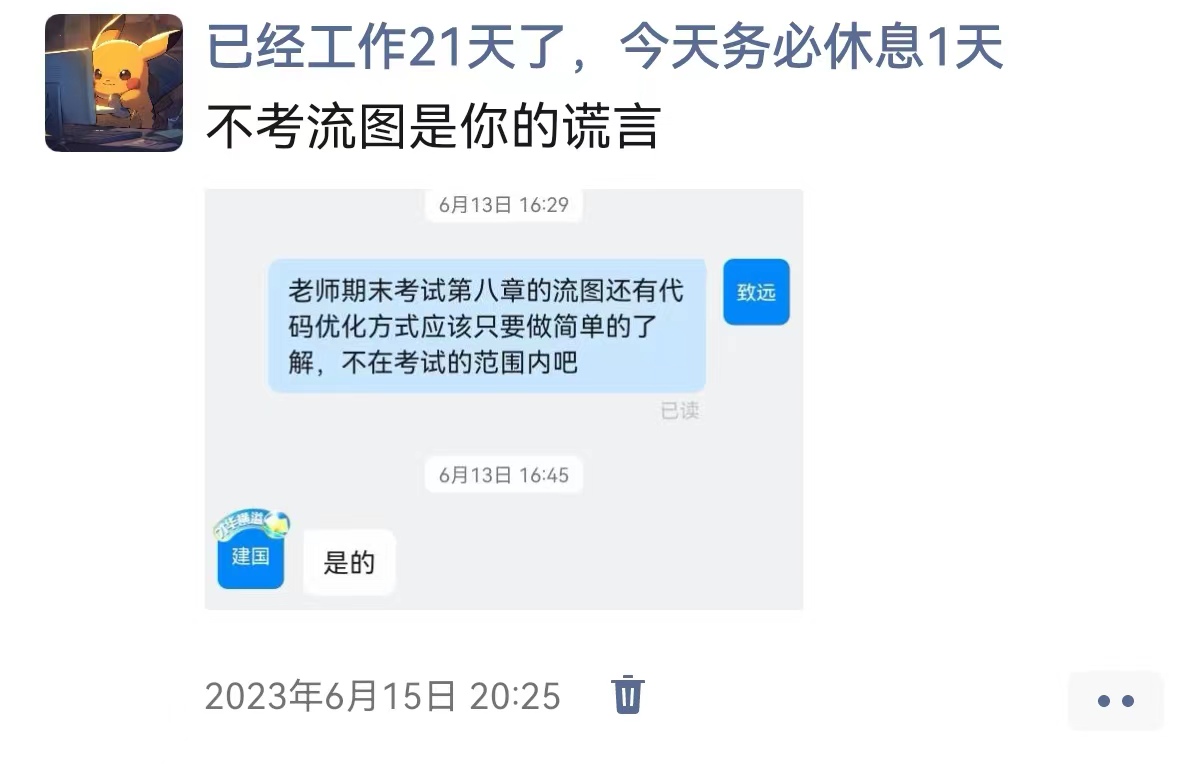 已经工作21天了，今天务必休息1天
不考流图是你的谎言
6月13日 16:29
老师期末考试第八章的流图还有代
码优化方式应该只要做简单的了
解，不在考试的范围内吧
致远
已读
6月13日 16:45
才华横溢
建国
是的
2023年6月15日 20:25